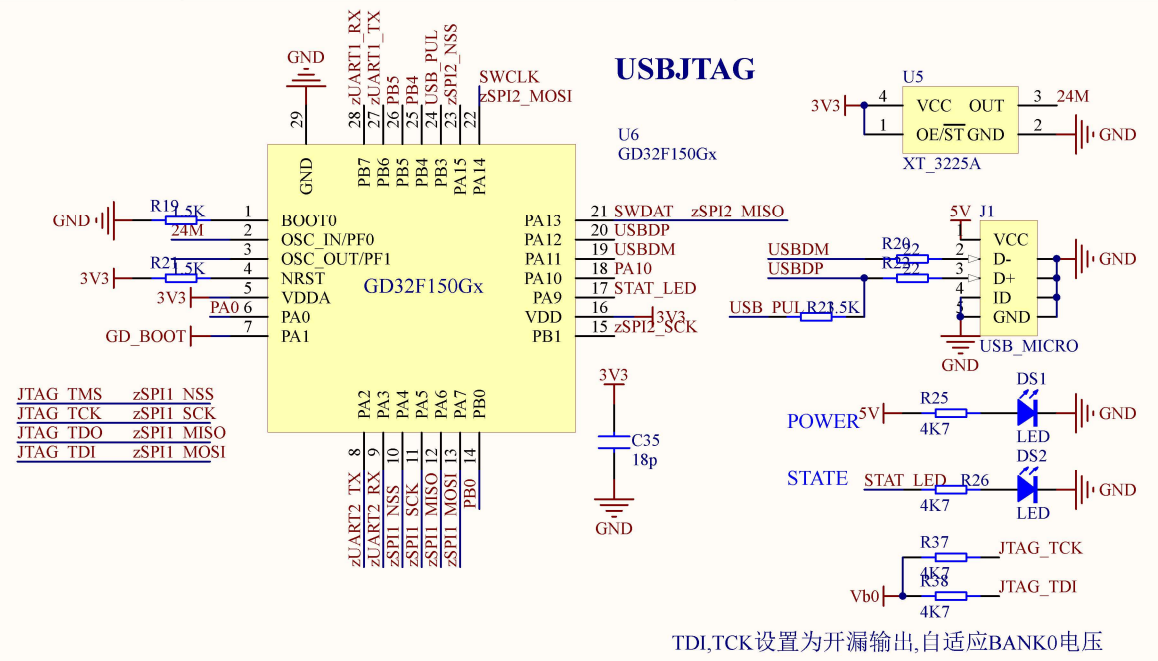 USBJTAG
GND
29
GND
zUART1_RX
28
PB7
zUART1_TX
27
PB6
PB5
26
PB5
PB4
25
PB4
USB_PUL
24
PB3
zSPI2_NSS
23
PA15
SWCLK
zSPI2_MOSI
22
PA14
U6
GD32F150Gx
GD32F150Gx
GND
R19
1.5K
1
BOOT0
24M
2
OSC_IN/PF0
3
OSC_OUT/PF1
3V3
R21
1.5K
4
NRST
3V3
5
VDDA
PA0
6
PA0
GD_BOOT
7
PA1
PA13
21
SWDAT
zSPI2_MISO
PA12
20
USBDP
PA11
19
USBDM
PA10
18
PA10
PA9
17
STAT_LED
VDD
16
3V3
PB1
15
zSPI2_SCK
PA2
8
zUART2_TX
PA3
9
zUART2_RX
PA4
10
zSPI1_NSS
PA5
11
zSPI1_SCK
PA6
12
zSPI1_MISO
PA7
13
zSPI1_MOSI
PB0
14
PB0
JTAG_TMS zSPI1_NSS
JTAG_TCK zSPI1_SCK
JTAG_TDO zSPI1_MISO
JTAG_TDI zSPI1_MOSI
3V3
C35
18p
GND
U5
3V3
4
VCC
OUT
3
24M
1
OE/ST
GND
2
GND
XT_3225A
5V
J1
1
VCC
USBDM
R20
22
2
D-
GND
USBDP
R22
22
3
D+
4
ID
USB_PUL
R23
5
GND
GND
USB_MICRO
POWER
5V
R25
4K7
DS1
LED
GND
STATE
STAT_LED
R26
4K7
DS2
LED
GND
R37
4K7
JTAG_TCK
Vb0
R38
4K7
JTAG_TDI
TDI,TCK设置为开漏输出,自适应BANK0电压